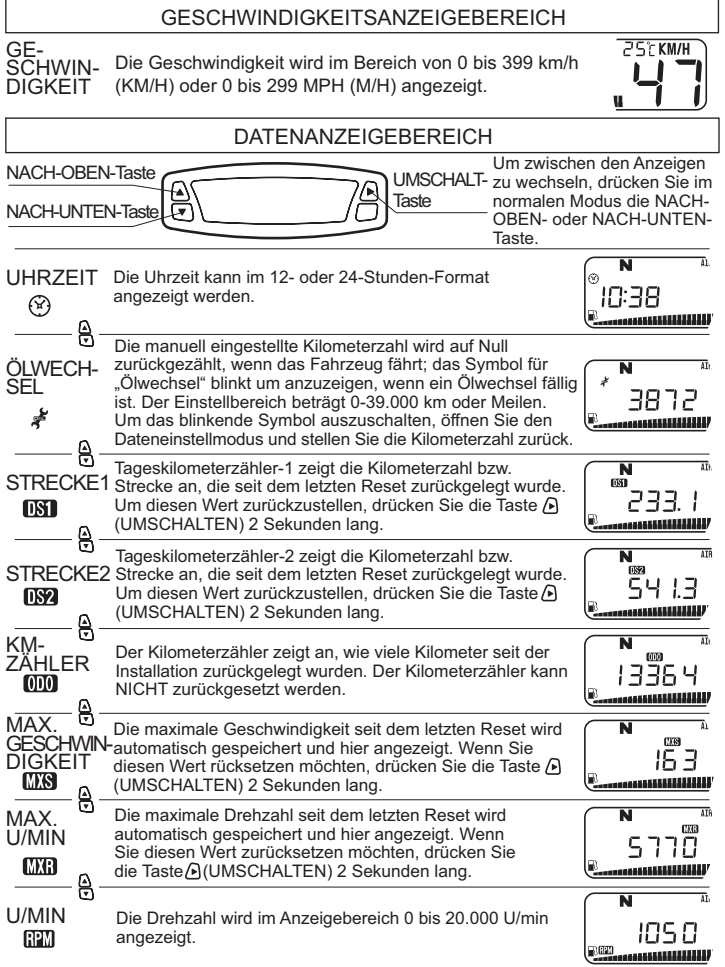 GESCHWINDIGKEITSANZEIGEBEREICH
GE-
SCHWIN-
DIGKEIT
Die Geschwindigkeit wird im Bereich von 0 bis 399 km/h
(KM/H) oder 0 bis 299 MPH (M/H) angezeigt.
25°C KM/H
47
DATENANZEIGEBEREICH
NACH-OBEN-Taste
NACH-UNTEN-Taste
UMSCHALT-
Taste
Um zwischen den Anzeigen
zu wechseln, drücken Sie im
normalen Modus die NACH-
OBEN- oder NACH-UNTEN-
Taste.
UHRZEIT
Die Uhrzeit kann im 12- oder 24-Stunden-Format
angezeigt werden.
N
10:38
ÖLWECH-
SEL
Die manuell eingestellte Kilometerzahl wird auf Null
zurückgezählt, wenn das Fahrzeug fährt; das Symbol für
„Ölwechsel“ blinkt um anzuzeigen, wenn ein Ölwechsel fällig
ist. Der Einstellbereich beträgt 0-39.000 km oder Meilen.
Um das blinkende Symbol auszuschalten, öffnen Sie den
Dateneinstellmodus und stellen Sie die Kilometerzahl zurück.
N
3872
STRECKE1
DS1
Tageskilometerzähler-1 zeigt die Kilometerzahl bzw.
Strecke an, die seit dem letzten Reset zurückgelegt wurde.
Um diesen Wert zurückzustellen, drücken Sie die Taste
(UMSCHALTEN) 2 Sekunden lang.
N
DS1
233.1
STRECKE2
DS2
Tageskilometerzähler-2 zeigt die Kilometerzahl bzw.
Strecke an, die seit dem letzten Reset zurückgelegt wurde.
Um diesen Wert zurückzustellen, drücken Sie die Taste
(UMSCHALTEN) 2 Sekunden lang.
N AIR
DS2
541.3
KM-
ZÄHLER
ODO
Der Kilometerzähler zeigt an, wie viele Kilometer seit der
Installation zurückgelegt wurden. Der Kilometerzähler kann
NICHT zurückgesetzt werden.
N
ODO
13364
MAX.
GESCHWIN-
DIGKEIT
MXS
Die maximale Geschwindigkeit seit dem letzten Reset wird
automatisch gespeichert und hier angezeigt. Wenn Sie
diesen Wert rücksetzen möchten, drücken Sie die Taste
(UMSCHALTEN) 2 Sekunden lang.
N
MXS
163
MAX.
U/MIN
MXR
Die maximale Drehzahl seit dem letzten Reset wird
automatisch gespeichert und hier angezeigt. Wenn
Sie diesen Wert zurücksetzen möchten, drücken
die Taste (UMSCHALTEN) 2 Sekunden lang.
N AIR
MXR
5770
U/MIN
RPM
Die Drehzahl wird im Anzeigebereich 0 bis 20.000 U/min
angezeigt.
N
1050
RPM